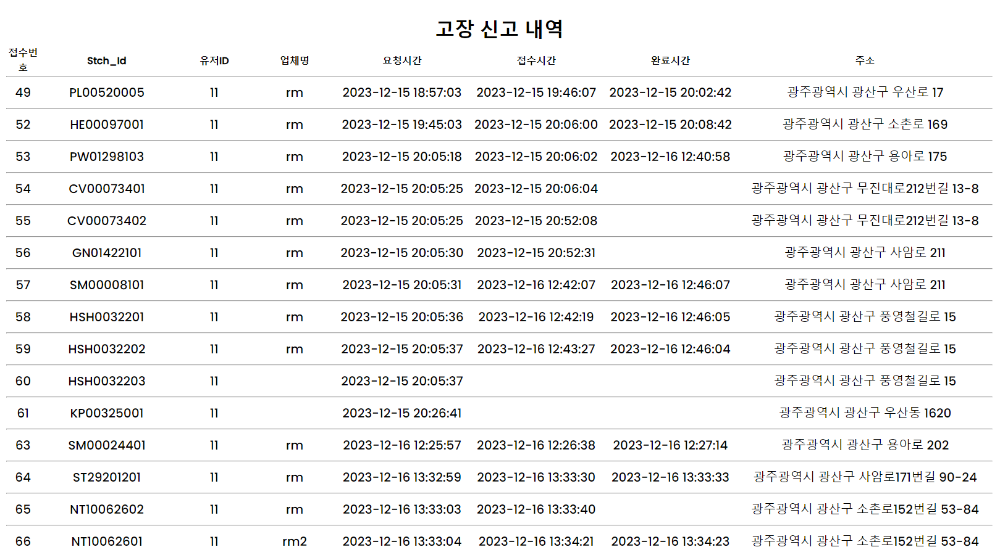 고장 신고 내역
접수번호 Stch_Id 유저ID 업체명 요청시간 접수시간 완료시간 주소
49 PL00520005 11 rm 2023-12-15 18:57:03 2023-12-15 19:46:07 2023-12-15 20:02:42 광주광역시 광산구 우산로 17
52 HE00097001 11 rm 2023-12-15 19:45:03 2023-12-15 20:06:00 2023-12-15 20:08:42 광주광역시 광산구 소촌로 169
53 PW01298103 11 rm 2023-12-15 20:05:18 2023-12-15 20:06:02 2023-12-16 12:40:58 광주광역시 광산구 용아로 175
54 CV00073401 11 rm 2023-12-15 20:05:25 2023-12-15 20:06:04 광주광역시 광산구 무진대로212번길 13-8
55 CV00073402 11 rm 2023-12-15 20:05:25 2023-12-15 20:52:08 광주광역시 광산구 무진대로212번길 13-8
56 GN01422101 11 rm 2023-12-15 20:05:30 2023-12-15 20:52:31 광주광역시 광산구 사암로 211
57 SM00008101 11 rm 2023-12-15 20:05:31 2023-12-16 12:42:07 2023-12-16 12:46:07 광주광역시 광산구 사암로 211
58 HSH0032201 11 rm 2023-12-15 20:05:36 2023-12-16 12:42:19 2023-12-16 12:46:05 광주광역시 광산구 풍영철길로 15
59 HSH0032202 11 rm 2023-12-15 20:05:37 2023-12-16 12:43:27 2023-12-16 12:46:04 광주광역시 광산구 풍영철길로 15
60 HSH0032203 11 2023-12-15 20:05:37 광주광역시 광산구 풍영철길로 15
61 KP00325001 11 2023-12-15 20:26:41 광주광역시 광산구 우산동 1620
63 SM00024401 11 rm 2023-12-16 12:25:57 2023-12-16 12:26:38 2023-12-16 12:27:14 광주광역시 광산구 용아로 202
64 ST29201201 11 rm 2023-12-16 13:32:59 2023-12-16 13:33:30 2023-12-16 13:33:33 광주광역시 광산구 사암로171번길 90-24
65 NT10062602 11 rm 2023-12-16 13:33:03 2023-12-16 13:33:40 광주광역시 광산구 소촌로152번길 53-84
66 NT10062601 11 rm2 2023-12-16 13:33:04 2023-12-16 13:34:21 2023-12-16 13:34:23 광주광역시 광산구 소촌로152번길 53-84